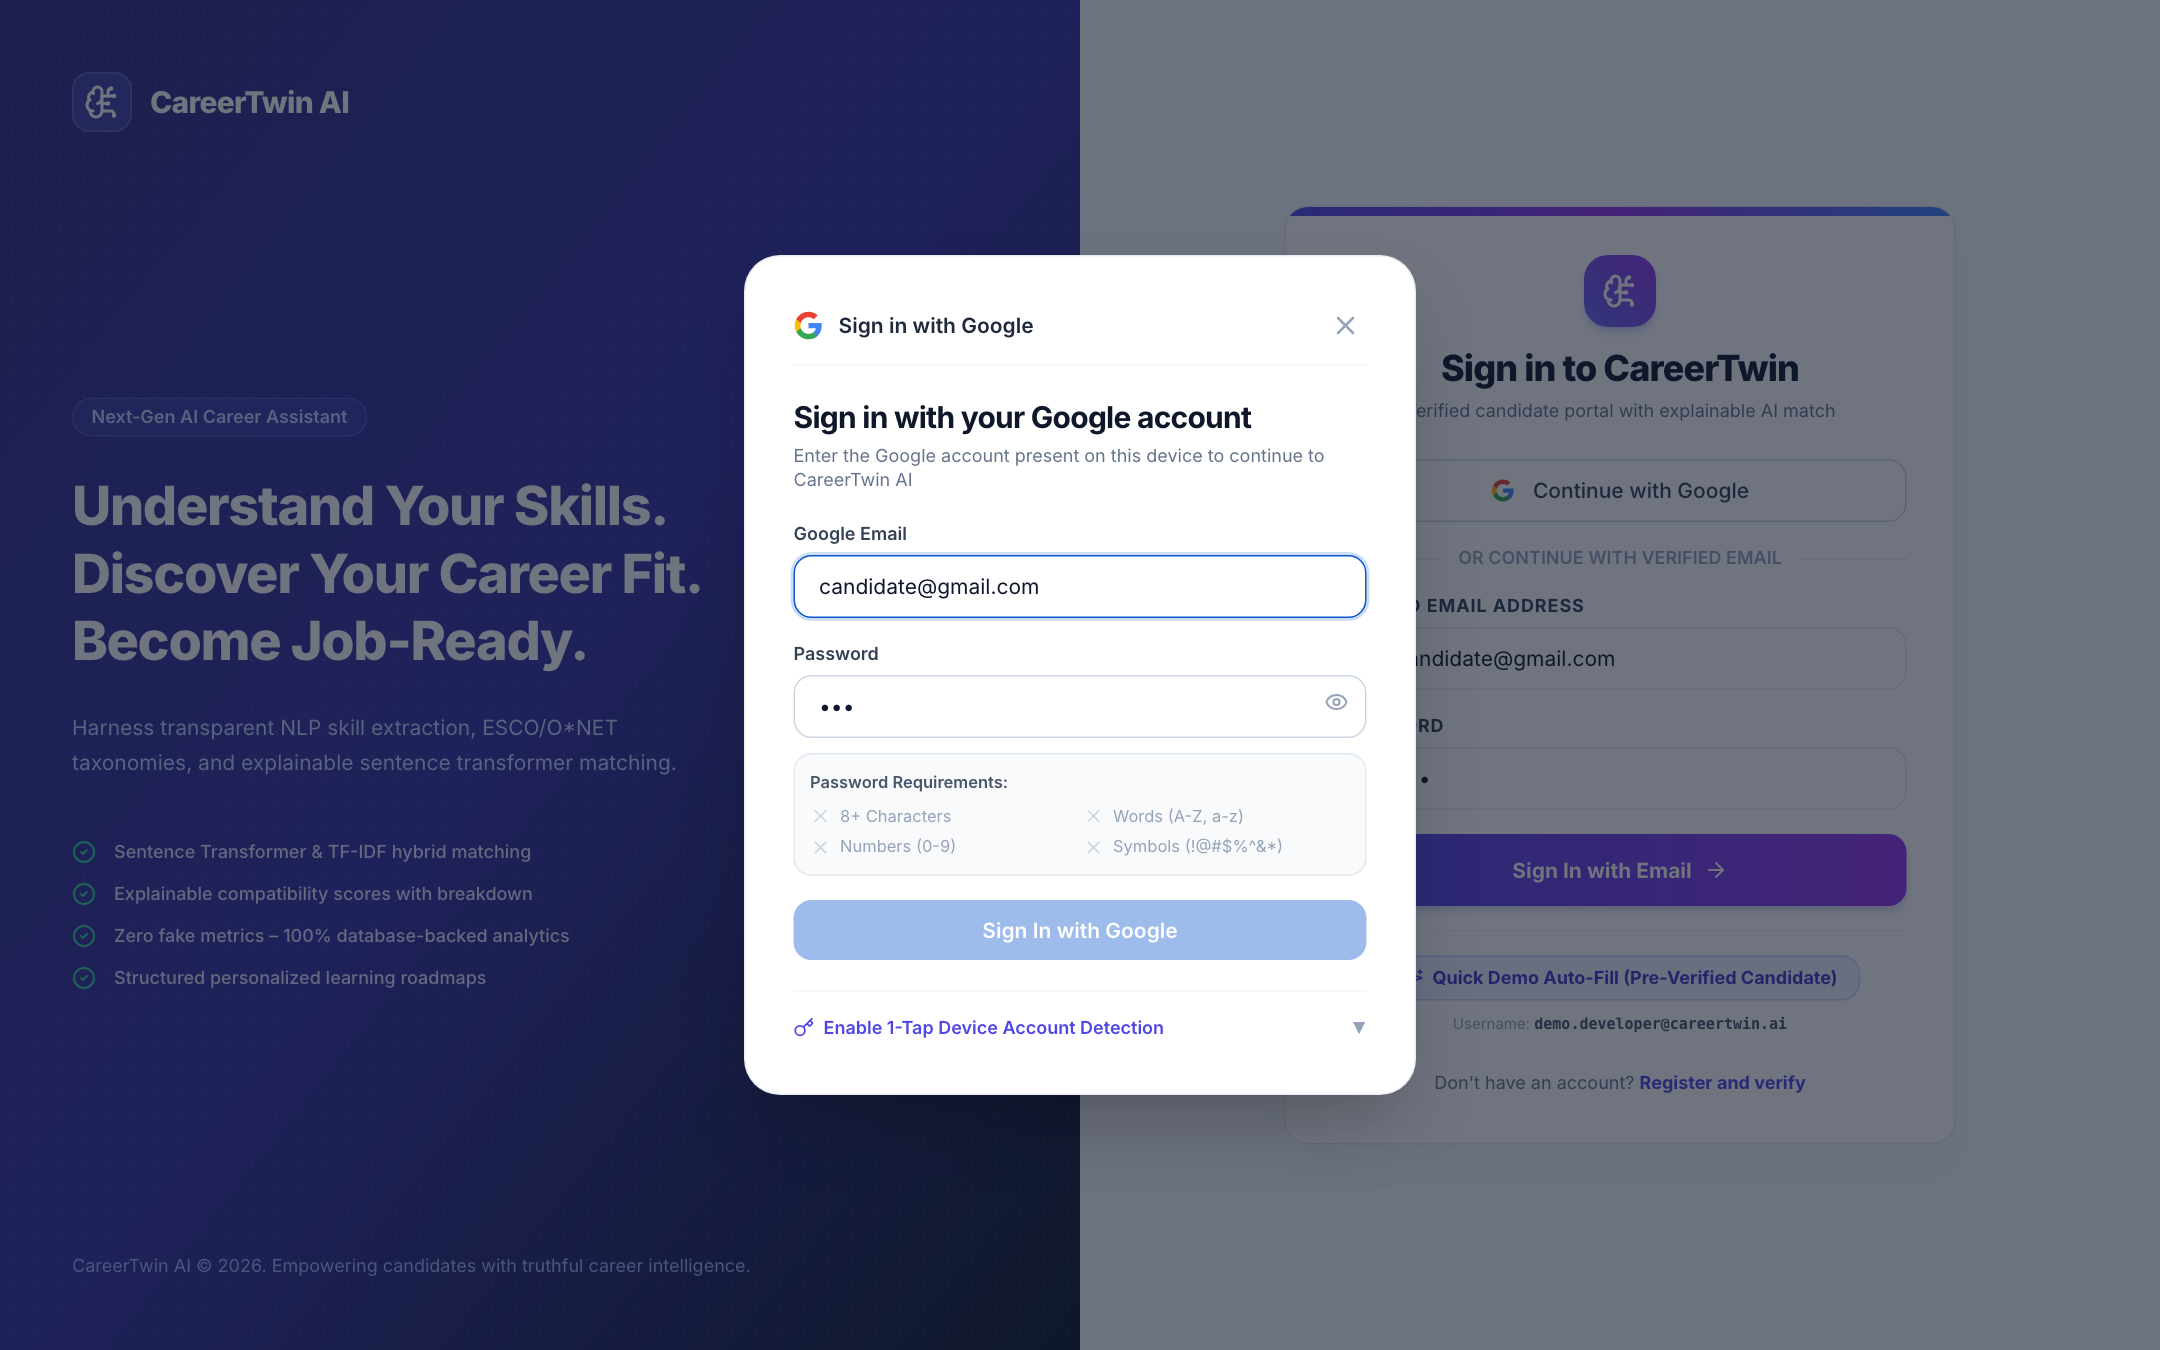 CareerTwin AI
Next-Gen AI Career Assistant
Understand Your Skills.
Discover Your Career Fit.
Become Job-Ready.
Harness transparent NLP skill extraction, ESCO/O*NET
taxonomies, and explainable sentence transformer matching.
Sentence Transformer & TF-IDF hybrid matching
Explainable compatibility scores with breakdown
Zero fake metrics – 100% database-backed analytics
Structured personalized learning roadmaps
CareerTwin AI © 2026. Empowering candidates with truthful career intelligence.
Sign in with Google
Sign in with your Google account
Enter the Google account present on this device to continue to
CareerTwin AI
Google Email
candidate@gmail.com
Password
•••
Password Requirements:
8+ Characters
Words (A-Z, a-z)
Numbers (0-9)
Symbols (!@#$%^&*)
Sign In with Google
Enable 1-Tap Device Account Detection
Sign in to CareerTwin
candidate portal with explainable AI match
Continue with Google
OR CONTINUE WITH VERIFIED EMAIL
EMAIL ADDRESS
ndidate@gmail.com
RD
Sign In with Email
Quick Demo Auto-Fill (Pre-Verified Candidate)
Username: demo.developer@careertwin.ai
Don't have an account? Register and verify